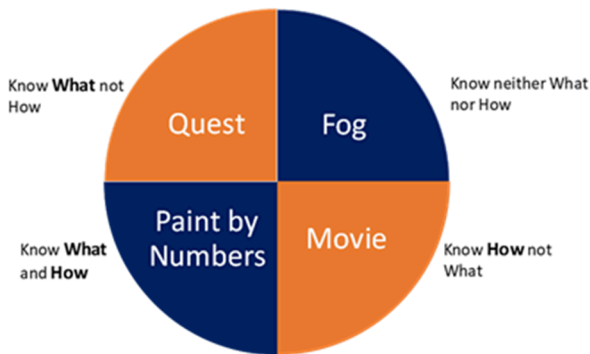 Know What not
How
Quest
Fog
Know neither What
nor How
Know What
and How
Paint by
Numbers
Movie
Know How not
What